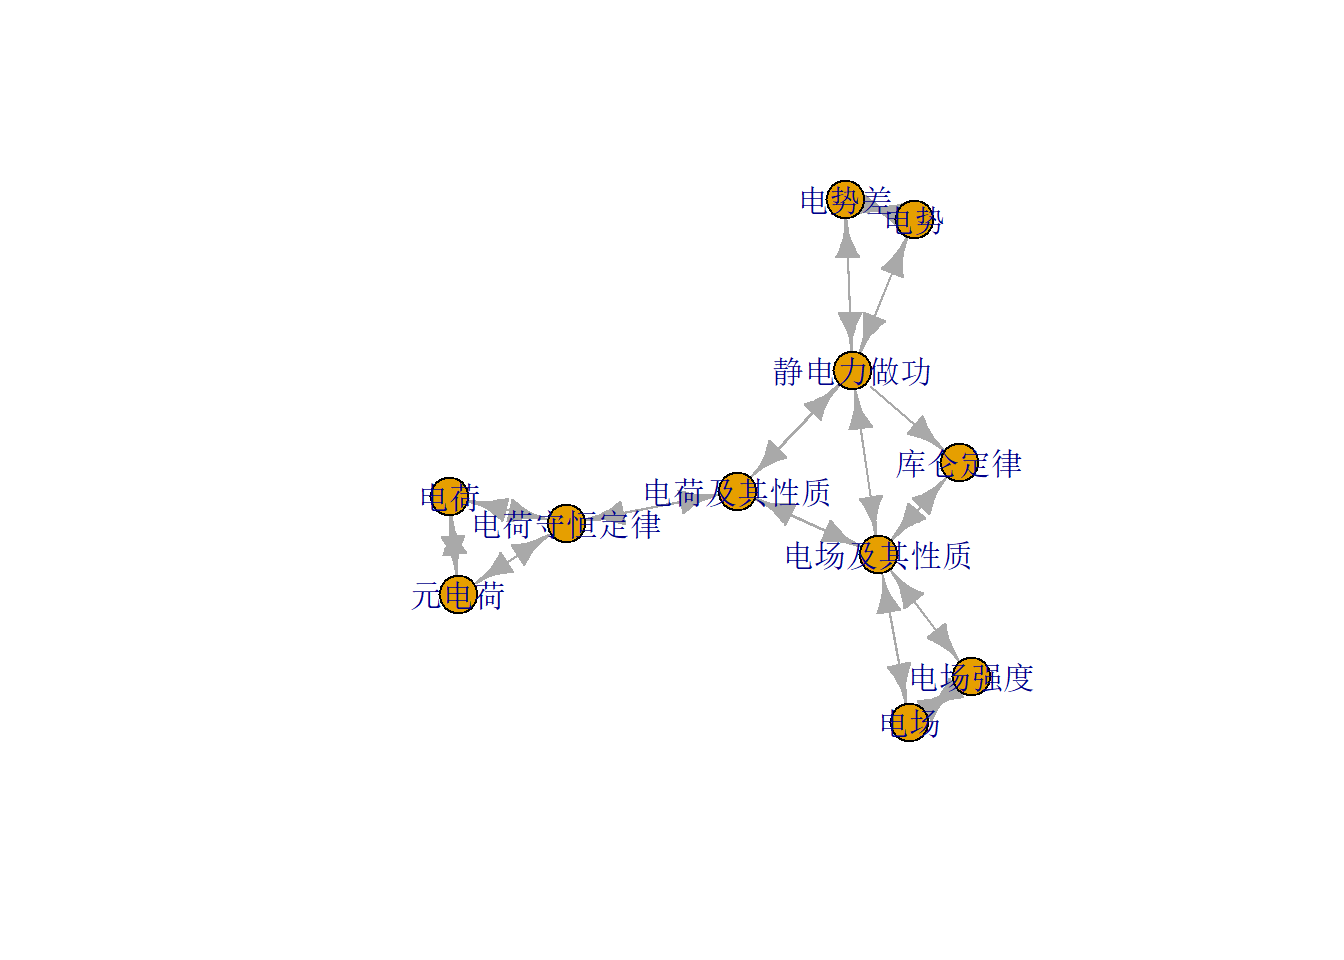 电势差
电势
静电力做功
库仑定律
电荷及其性质
电荷
电荷守恒定律
电场及其性质
元电荷
电场强度
电场